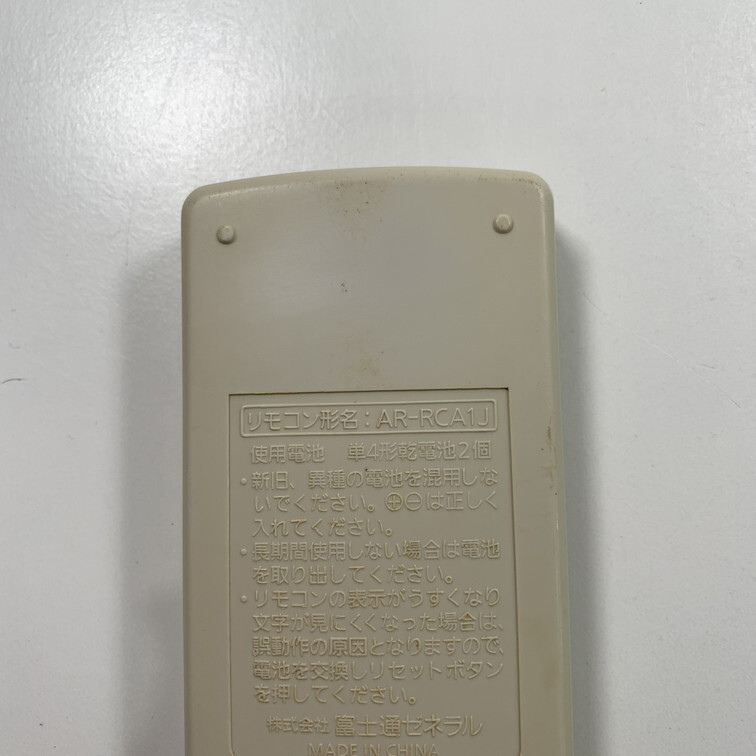 リモコン形名：AR-RCA1J
使用電池　単4形乾電池2個
・新旧、異種の電池を混用しな
いでください。⊕⊖は正しく
入れてください。
・長期間使用しない場合は電池
を取り出してください。
・リモコンの表示がうすくなり
文字が見にくくなった場合は、
誤動作の原因となりますので、
電池を交換しリセットボタン
を押してください。
株式会社 富士通ゼネラル
MADE IN CHINA